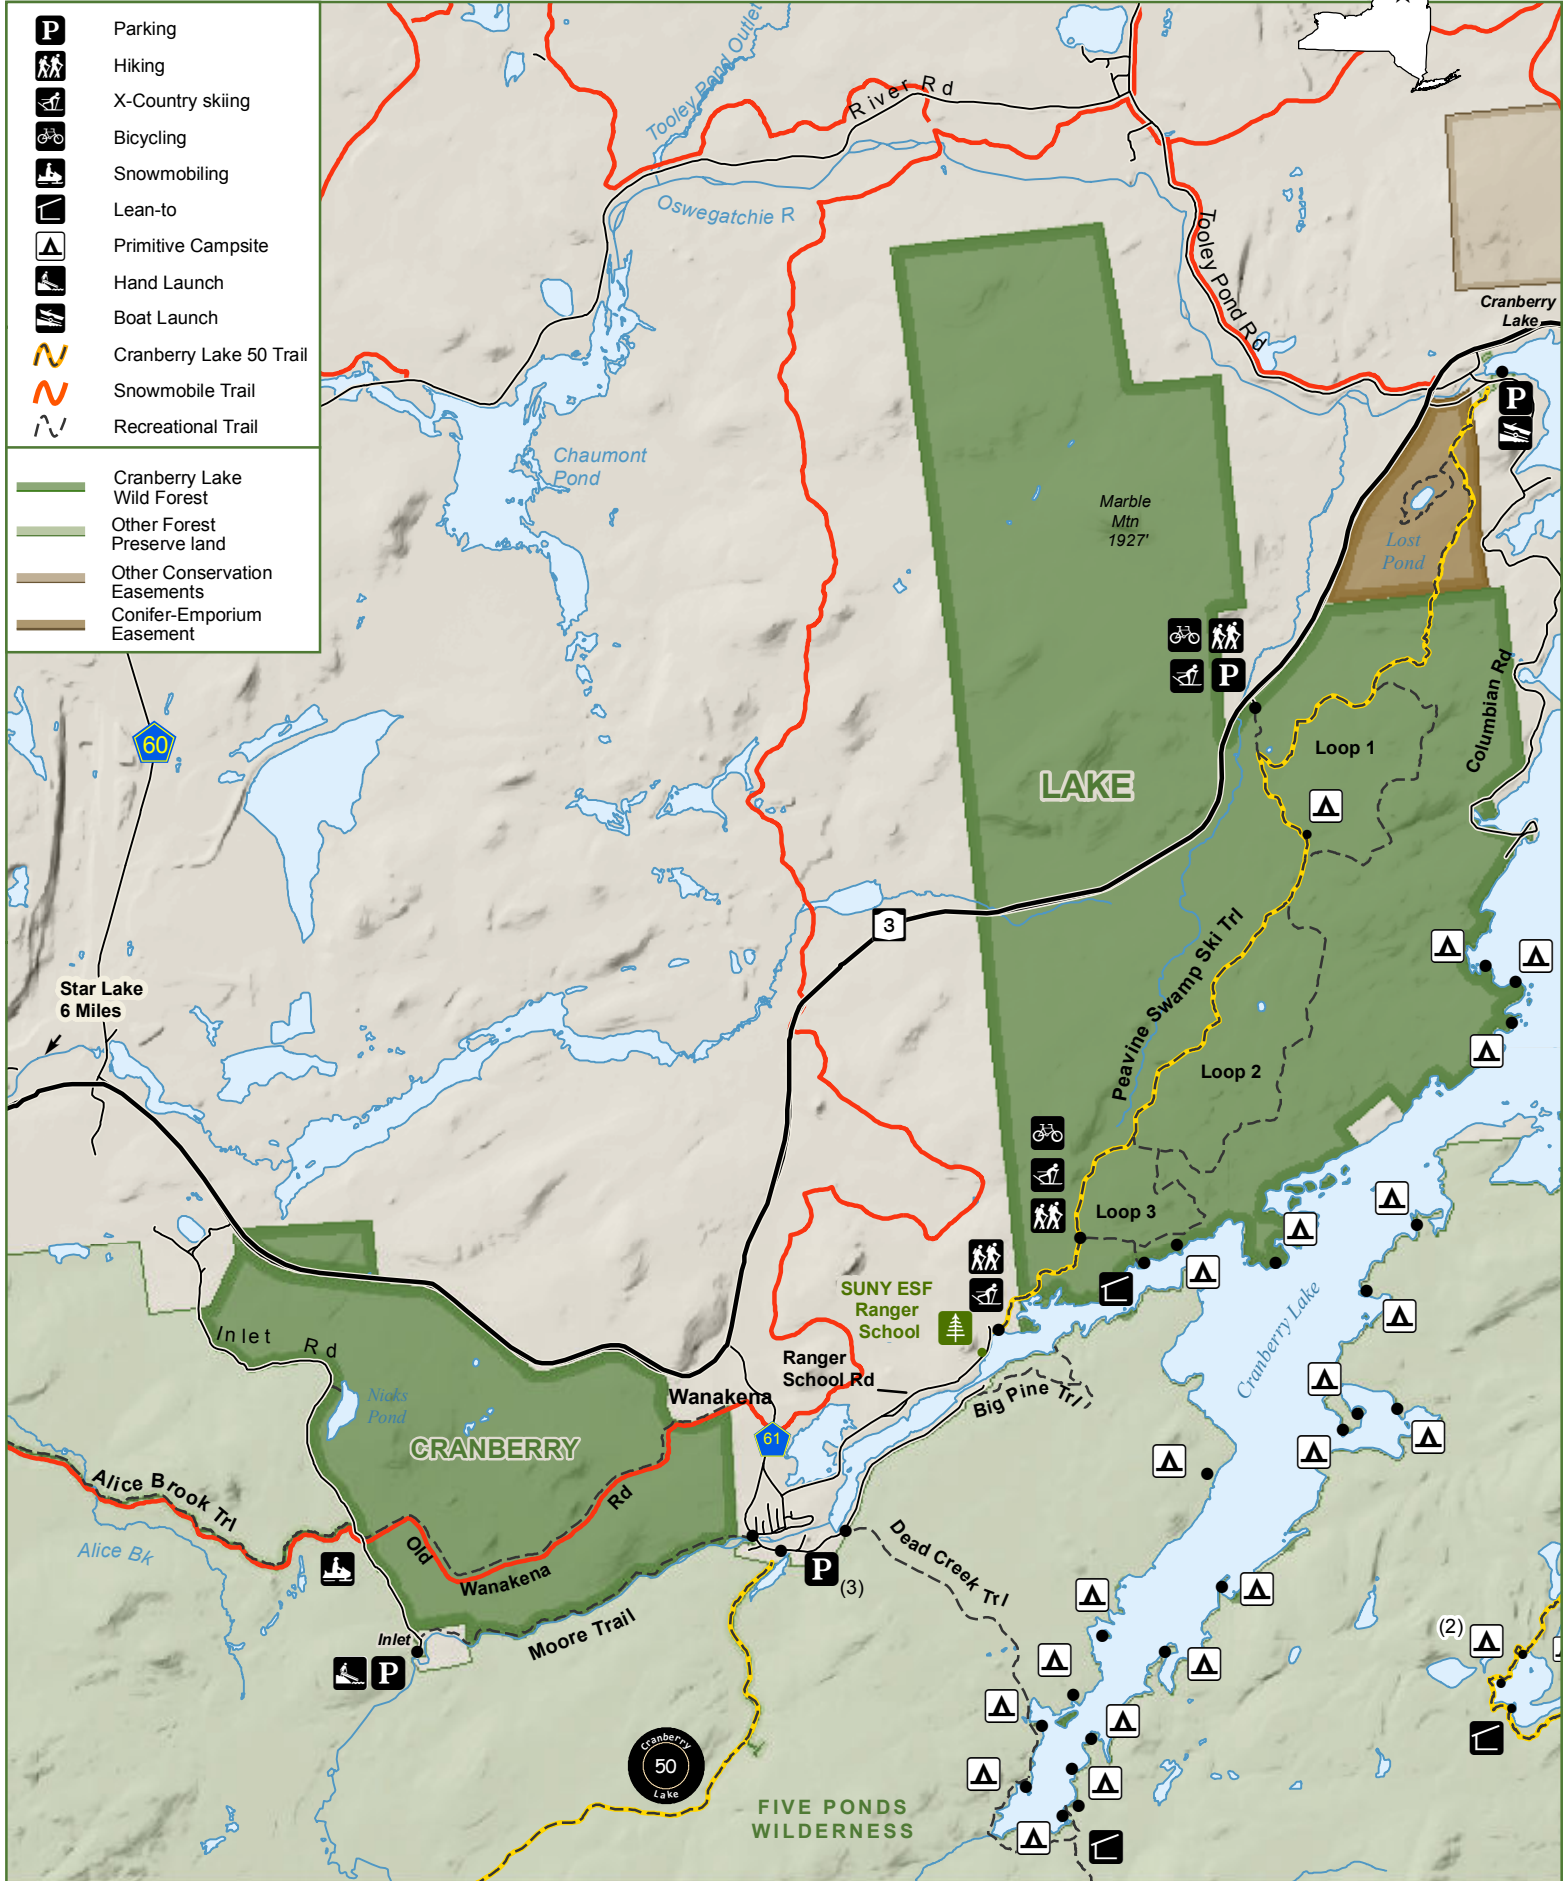 P Parking
Hiking
X-Country skiing
Bicycling
Snowmobiling
Lean-to
Primitive Campsite
Hand Launch
Boat Launch
Cranberry Lake 50 Trail
Snowmobile Trail
Recreational Trail
Cranberry Lake
Wild Forest
Other Forest
Preserve land
Other Conservation
Easements
Conifer-Emporium
Easement
Tooley Pond Outlet
River Rd
Oswegatchie R
Tooley Pond Rd
Cranberry
Lake
P
Chaumont
Pond
Marble
Mtn
1927'
Lost
Pond
P
Columbian Rd
60
Loop 1
LAKE
3
Peavine Swamp Ski Trl
Star Lake
6 Miles
Loop 2
Loop 3
SUNY ESF
Ranger
School
Cranberry Lake
Inlet Rd
Ranger
School Rd
Nicks
Pond
Wanakena
Big Pine Trl
61
CRANBERRY
Alice Brook Trl
Alice Bk
Old
Wanakena
Rd
Dead Creek Trl
P
(3)
Moore Trail
Inlet
P
(2)
Cranberry
50
Lake
FIVE PONDS
WILDERNESS